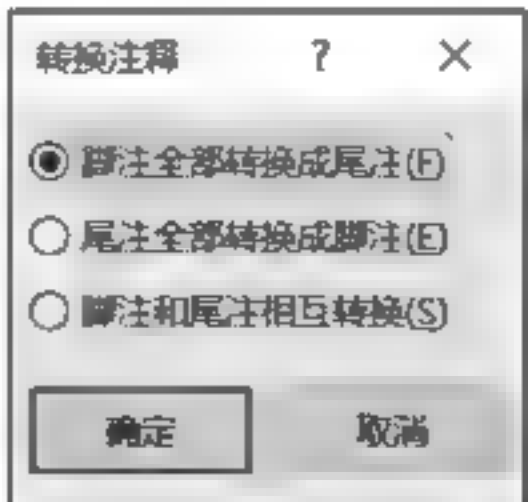 转换注释 ? ×
脚注全部转换成尾注(F)
尾注全部转换成脚注(E)
脚注和尾注相互转换(S)
确定 取消